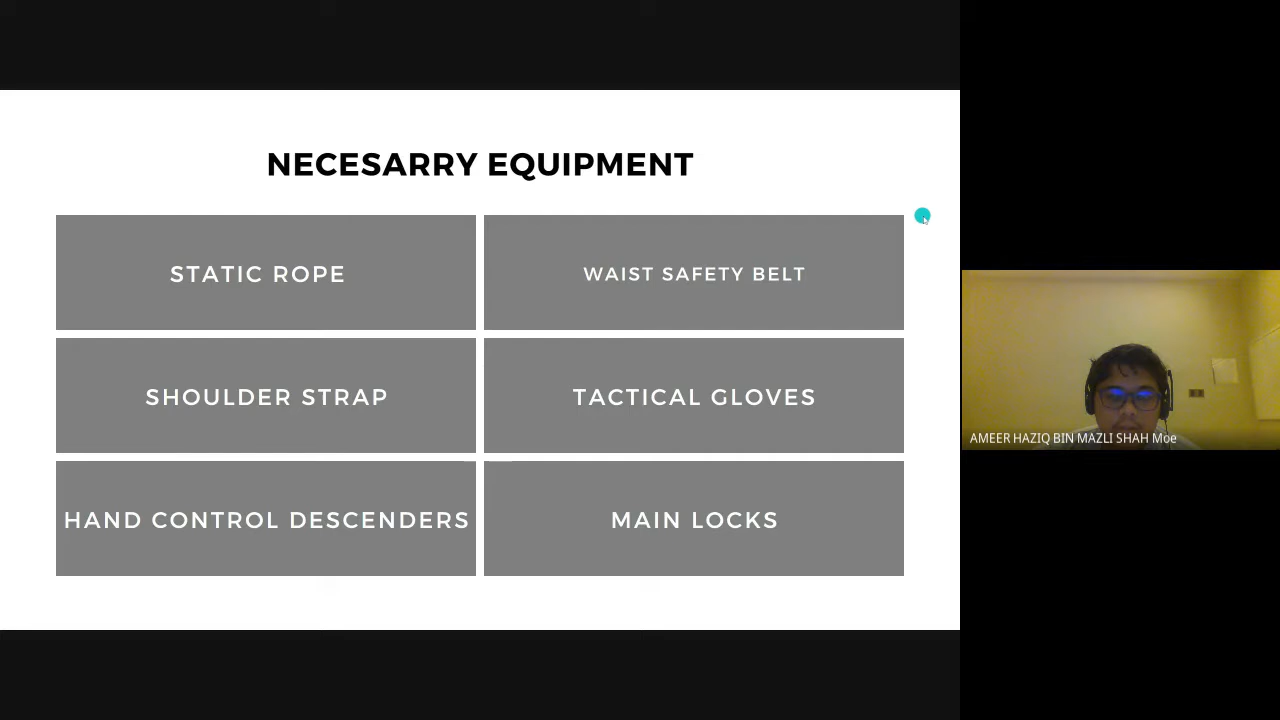 NECESARRY EQUIPMENT
STATIC ROPE
WAIST SAFETY BELT
SHOULDER STRAP
TACTICAL GLOVES
HAND CONTROL DESCENDERS
MAIN LOCKS
AMEER HAZIQ BIN MAZLI SHAH Moe